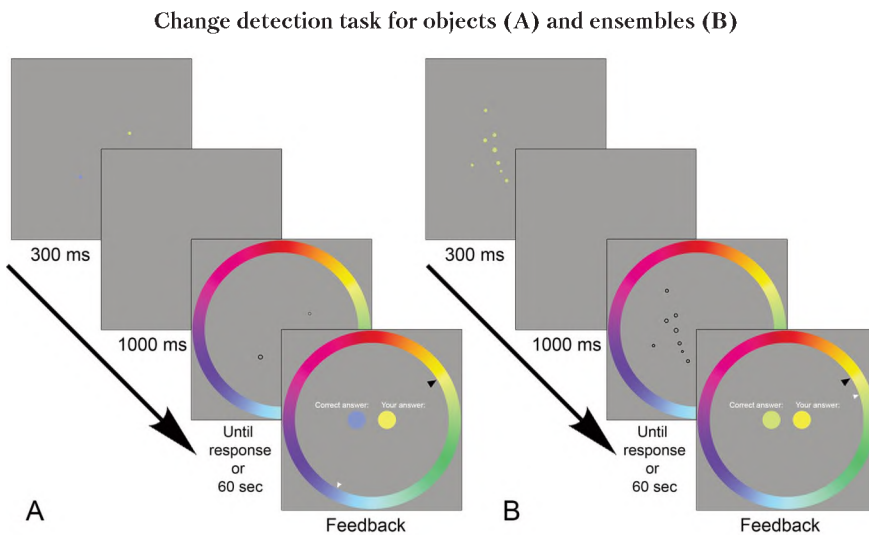 Change detection task for objects (A) and ensembles (B)
300 ms
1000 ms
Until
response
or
60 sec
Correct answer: Your answer:
Feedback
A
300 ms
1000 ms
Until
response
or
60 sec
Correct answer: Your answer:
Feedback
B